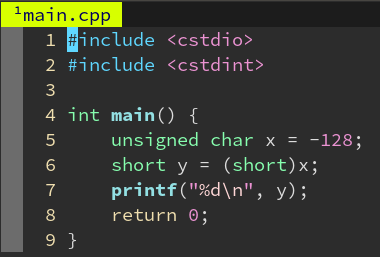 ¹main.cpp
1 #include <cstdio>
2 #include <cstdint>
3
4 int main() {
5     unsigned char x = -128;
6     short y = (short)x;
7     printf("%d\n", y);
8     return 0;
9 }